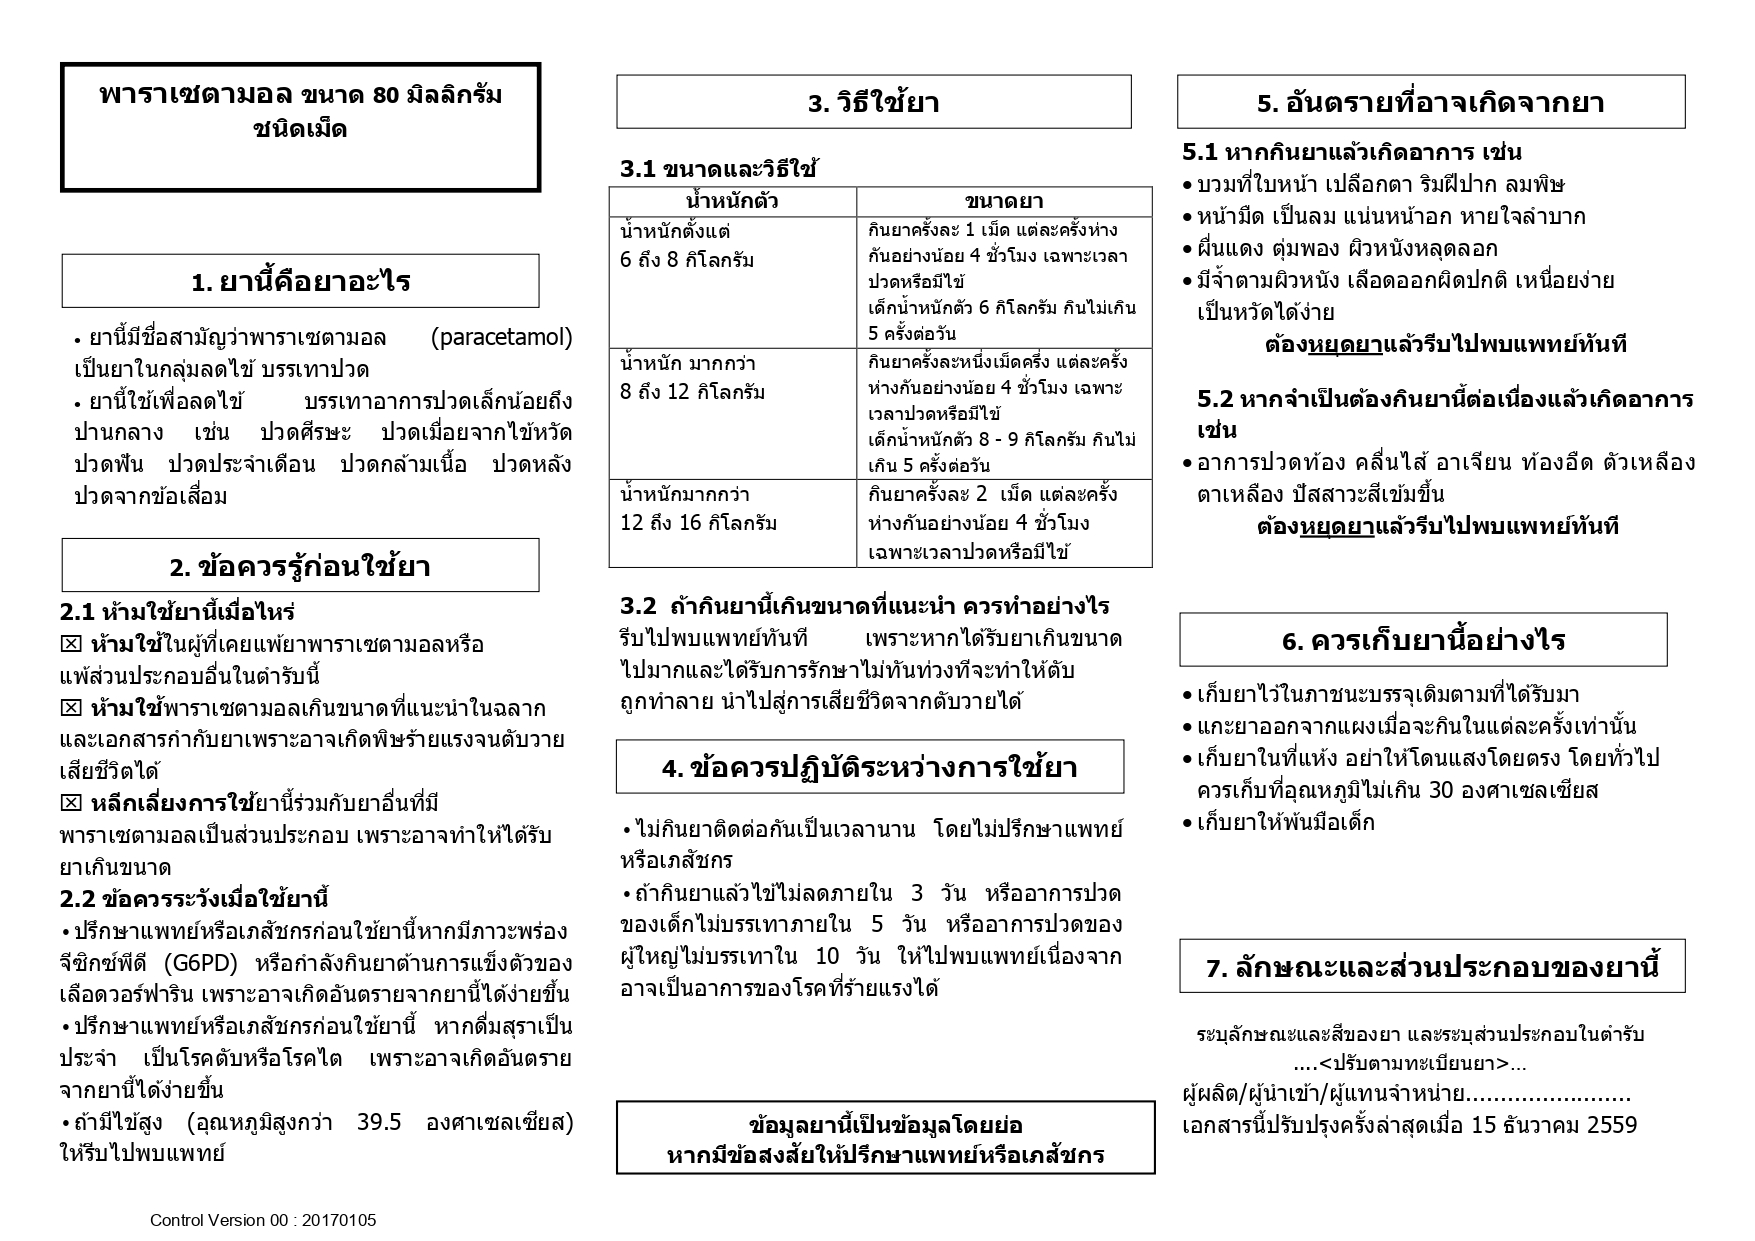 พาราเซตามอล ขนาด 80 มิลลิกรัม
ชนิดเม็ด
1. ยานี้คือยาอะไร
• ยานี้มีชื่อสามัญว่าพาราเซตามอล (paracetamol)
เป็นยาในกลุ่มลดไข้ บรรเทาปวด
• ยานี้ใช้เพื่อลดไข้ บรรเทาอาการปวดเล็กน้อยถึง
ปานกลาง เช่น ปวดศีรษะ ปวดเมื่อยจากไข้หวัด
ปวดฟัน ปวดประจำเดือน ปวดกล้ามเนื้อ ปวดหลัง
ปวดจากข้อเสื่อม
2. ข้อควรรู้ก่อนใช้ยา
2.1 ห้ามใช้ยานี้เมื่อไหร่
☒ ห้ามใช้ในผู้ที่เคยแพ้ยาพาราเซตามอลหรือ
แพ้ส่วนประกอบอื่นในตำรับนี้
☒ ห้ามใช้พาราเซตามอลเกินขนาดที่แนะนำในฉลาก
และเอกสารกำกับยาเพราะอาจเกิดพิษร้ายแรงจนตับวาย
เสียชีวิตได้
☒ หลีกเลี่ยงการใช้ยานี้ร่วมกับยาอื่นที่มี
พาราเซตามอลเป็นส่วนประกอบ เพราะอาจทำให้ได้รับ
ยาเกินขนาด
2.2 ข้อควรระวังเมื่อใช้ยานี้
• ปรึกษาแพทย์หรือเภสัชกรก่อนใช้ยานี้หากมีภาวะพร่อง
จีซิกซ์พีดี (G6PD) หรือกำลังกินยาต้านการแข็งตัวของ
เลือดวอร์ฟาริน เพราะอาจเกิดอันตรายจากยานี้ได้ง่ายขึ้น
• ปรึกษาแพทย์หรือเภสัชกรก่อนใช้ยานี้ หากดื่มสุราเป็น
ประจำ เป็นโรคตับหรือโรคไต เพราะอาจเกิดอันตราย
จากยานี้ได้ง่ายขึ้น
• ถ้ามีไข้สูง (อุณหภูมิสูงกว่า 39.5 องศาเซลเซียส)
ให้รีบไปพบแพทย์
3. วิธีใช้ยา
3.1 ขนาดและวิธีใช้
น้ำหนักตัว ขนาดยา
น้ำหนักตั้งแต่
6 ถึง 8 กิโลกรัม
กินยาครั้งละ 1 เม็ด แต่ละครั้งห่าง
กันอย่างน้อย 4 ชั่วโมง เฉพาะเวลา
ปวดหรือมีไข้
เด็กน้ำหนักตัว 6 กิโลกรัม กินไม่เกิน
5 ครั้งต่อวัน
น้ำหนัก มากกว่า
8 ถึง 12 กิโลกรัม
กินยาครั้งละหนึ่งเม็ดครึ่ง แต่ละครั้ง
ห่างกันอย่างน้อย 4 ชั่วโมง เฉพาะ
เวลาปวดหรือมีไข้
เด็กน้ำหนักตัว 8 - 9 กิโลกรัม กินไม่
เกิน 5 ครั้งต่อวัน
น้ำหนักมากกว่า
12 ถึง 16 กิโลกรัม
กินยาครั้งละ 2 เม็ด แต่ละครั้ง
ห่างกันอย่างน้อย 4 ชั่วโมง
เฉพาะเวลาปวดหรือมีไข้
3.2 ถ้ากินยานี้เกินขนาดที่แนะนำ ควรทำอย่างไร
รีบไปพบแพทย์ทันที เพราะหากได้รับยาเกินขนาด
ไปมากและได้รับการรักษาไม่ทันท่วงทีจะทำให้ตับ
ถูกทำลาย นำไปสู่การเสียชีวิตจากตับวายได้
4. ข้อควรปฏิบัติระหว่างการใช้ยา
• ไม่กินยาติดต่อกันเป็นเวลานาน โดยไม่ปรึกษาแพทย์
หรือเภสัชกร
• ถ้ากินยาแล้วไข้ไม่ลดภายใน 3 วัน หรืออาการปวด
ของเด็กไม่บรรเทาภายใน 5 วัน หรืออาการปวดของ
ผู้ใหญ่ไม่บรรเทาใน 10 วัน ให้ไปพบแพทย์เนื่องจาก
อาจเป็นอาการของโรคที่ร้ายแรงได้
ข้อมูลยานี้เป็นข้อมูลโดยย่อ
หากมีข้อสงสัยให้ปรึกษาแพทย์หรือเภสัชกร
5. อันตรายที่อาจเกิดจากยา
5.1 หากกินยาแล้วเกิดอาการ เช่น
• บวมที่ใบหน้า เปลือกตา ริมฝีปาก ลมพิษ
• หน้ามืด เป็นลม แน่นหน้าอก หายใจลำบาก
• ผื่นแดง ตุ่มพอง ผิวหนังหลุดลอก
• มีจ้ำตามผิวหนัง เลือดออกผิดปกติ เหนื่อยง่าย
เป็นหวัดได้ง่าย
ต้องหยุดยาแล้วรีบไปพบแพทย์ทันที
5.2 หากจำเป็นต้องกินยานี้ต่อเนื่องแล้วเกิดอาการ
เช่น
• อาการปวดท้อง คลื่นไส้ อาเจียน ท้องอืด ตัวเหลือง
ตาเหลือง ปัสสาวะสีเข้มขึ้น
ต้องหยุดยาแล้วรีบไปพบแพทย์ทันที
6. ควรเก็บยานี้อย่างไร
• เก็บยาไว้ในภาชนะบรรจุเดิมตามที่ได้รับมา
• แกะยาออกจากแผงเมื่อจะกินในแต่ละครั้งเท่านั้น
• เก็บยาในที่แห้ง อย่าให้โดนแสงโดยตรง โดยทั่วไป
ควรเก็บที่อุณหภูมิไม่เกิน 30 องศาเซลเซียส
• เก็บยาให้พ้นมือเด็ก
7. ลักษณะและส่วนประกอบของยานี้
ระบุลักษณะและสีของยา และระบุส่วนประกอบในตำรับ
....<ปรับตามทะเบียนยา>...
ผู้ผลิต/ผู้นำเข้า/ผู้แทนจำหน่าย........................
เอกสารนี้ปรับปรุงครั้งล่าสุดเมื่อ 15 ธันวาคม 2559
Control Version 00 : 20170105